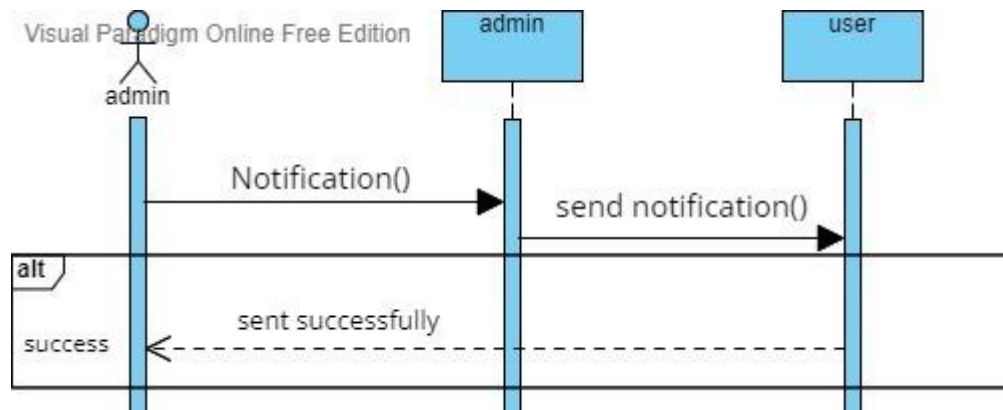 Visual Paradigm Online Free Edition
admin
user
admin
Notification()
send notification()
alt
sent successfully
success